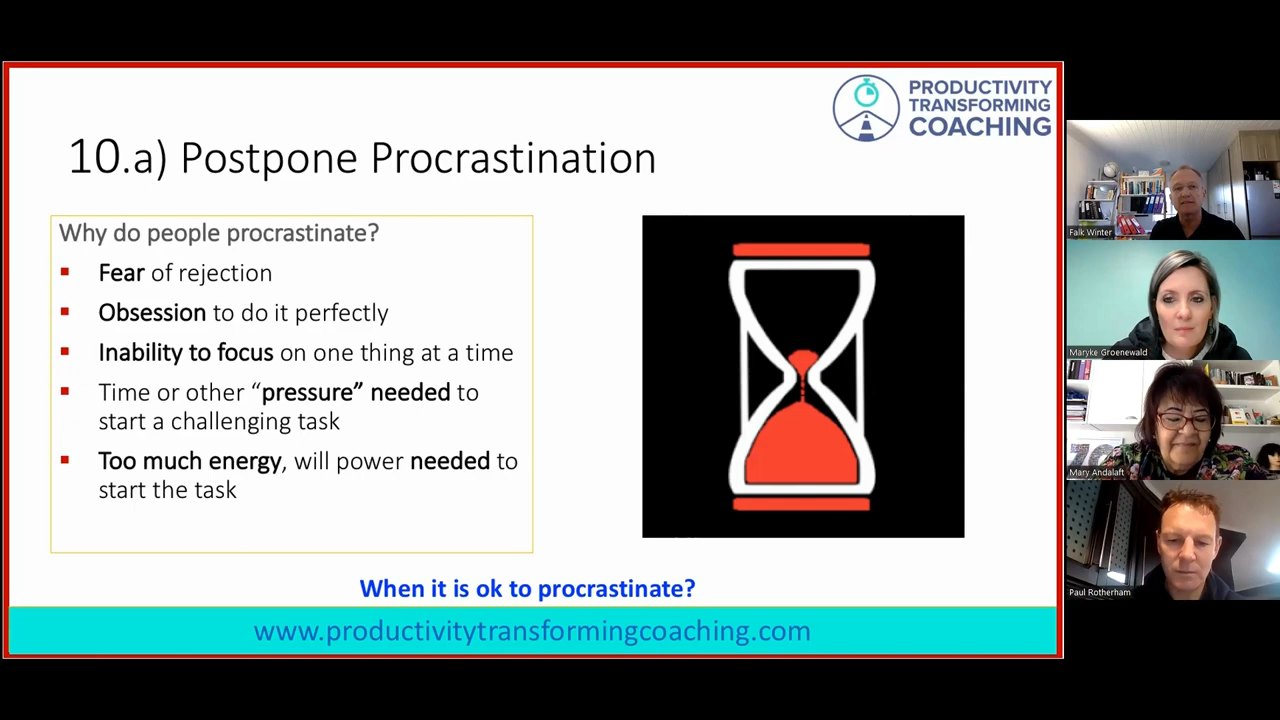 PRODUCTIVITY
TRANSFORMING
COACHING
10.a) Postpone Procrastination
Why do people procrastinate?
Fear of rejection
Obsession to do it perfectly
Inability to focus on one thing at a time
Time or other “pressure” needed to
start a challenging task
Too much energy, will power needed to
start the task
When it is ok to procrastinate?
www.productivitytransformingcoaching.com
Falk Winter
Maryke Groenewald
Mary Andalaft
Paul Rotherham